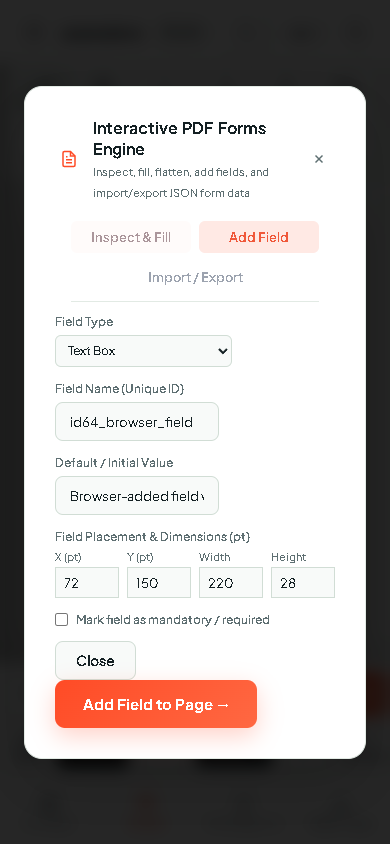 Interactive PDF Forms
Engine
Inspect, fill, flatten, add fields, and
import/export JSON form data
×
Inspect & Fill
Add Field
Import / Export
Field Type
Text Box
Field Name (Unique ID)
id64_browser_field
Default / Initial Value
Browser-added field
Field Placement & Dimensions (pt)
X (pt) Y (pt) Width Height
72 150 220 28
Mark field as mandatory / required
Close
Add Field to Page →